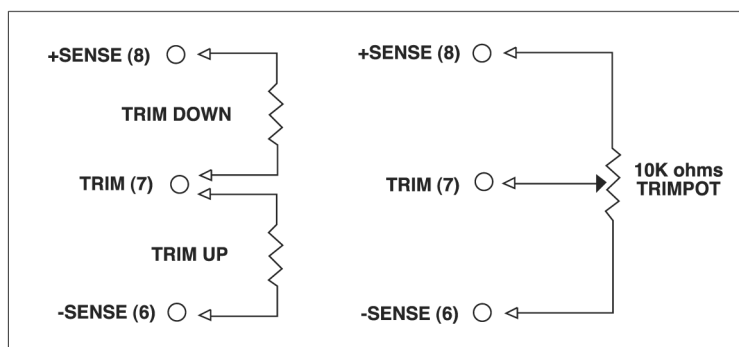 +SENSE (8)
TRIM DOWN
TRIM (7)
TRIM UP
-SENSE (6)
+SENSE (8)
TRIM (7)
10K ohms
TRIMPOT
-SENSE (6)